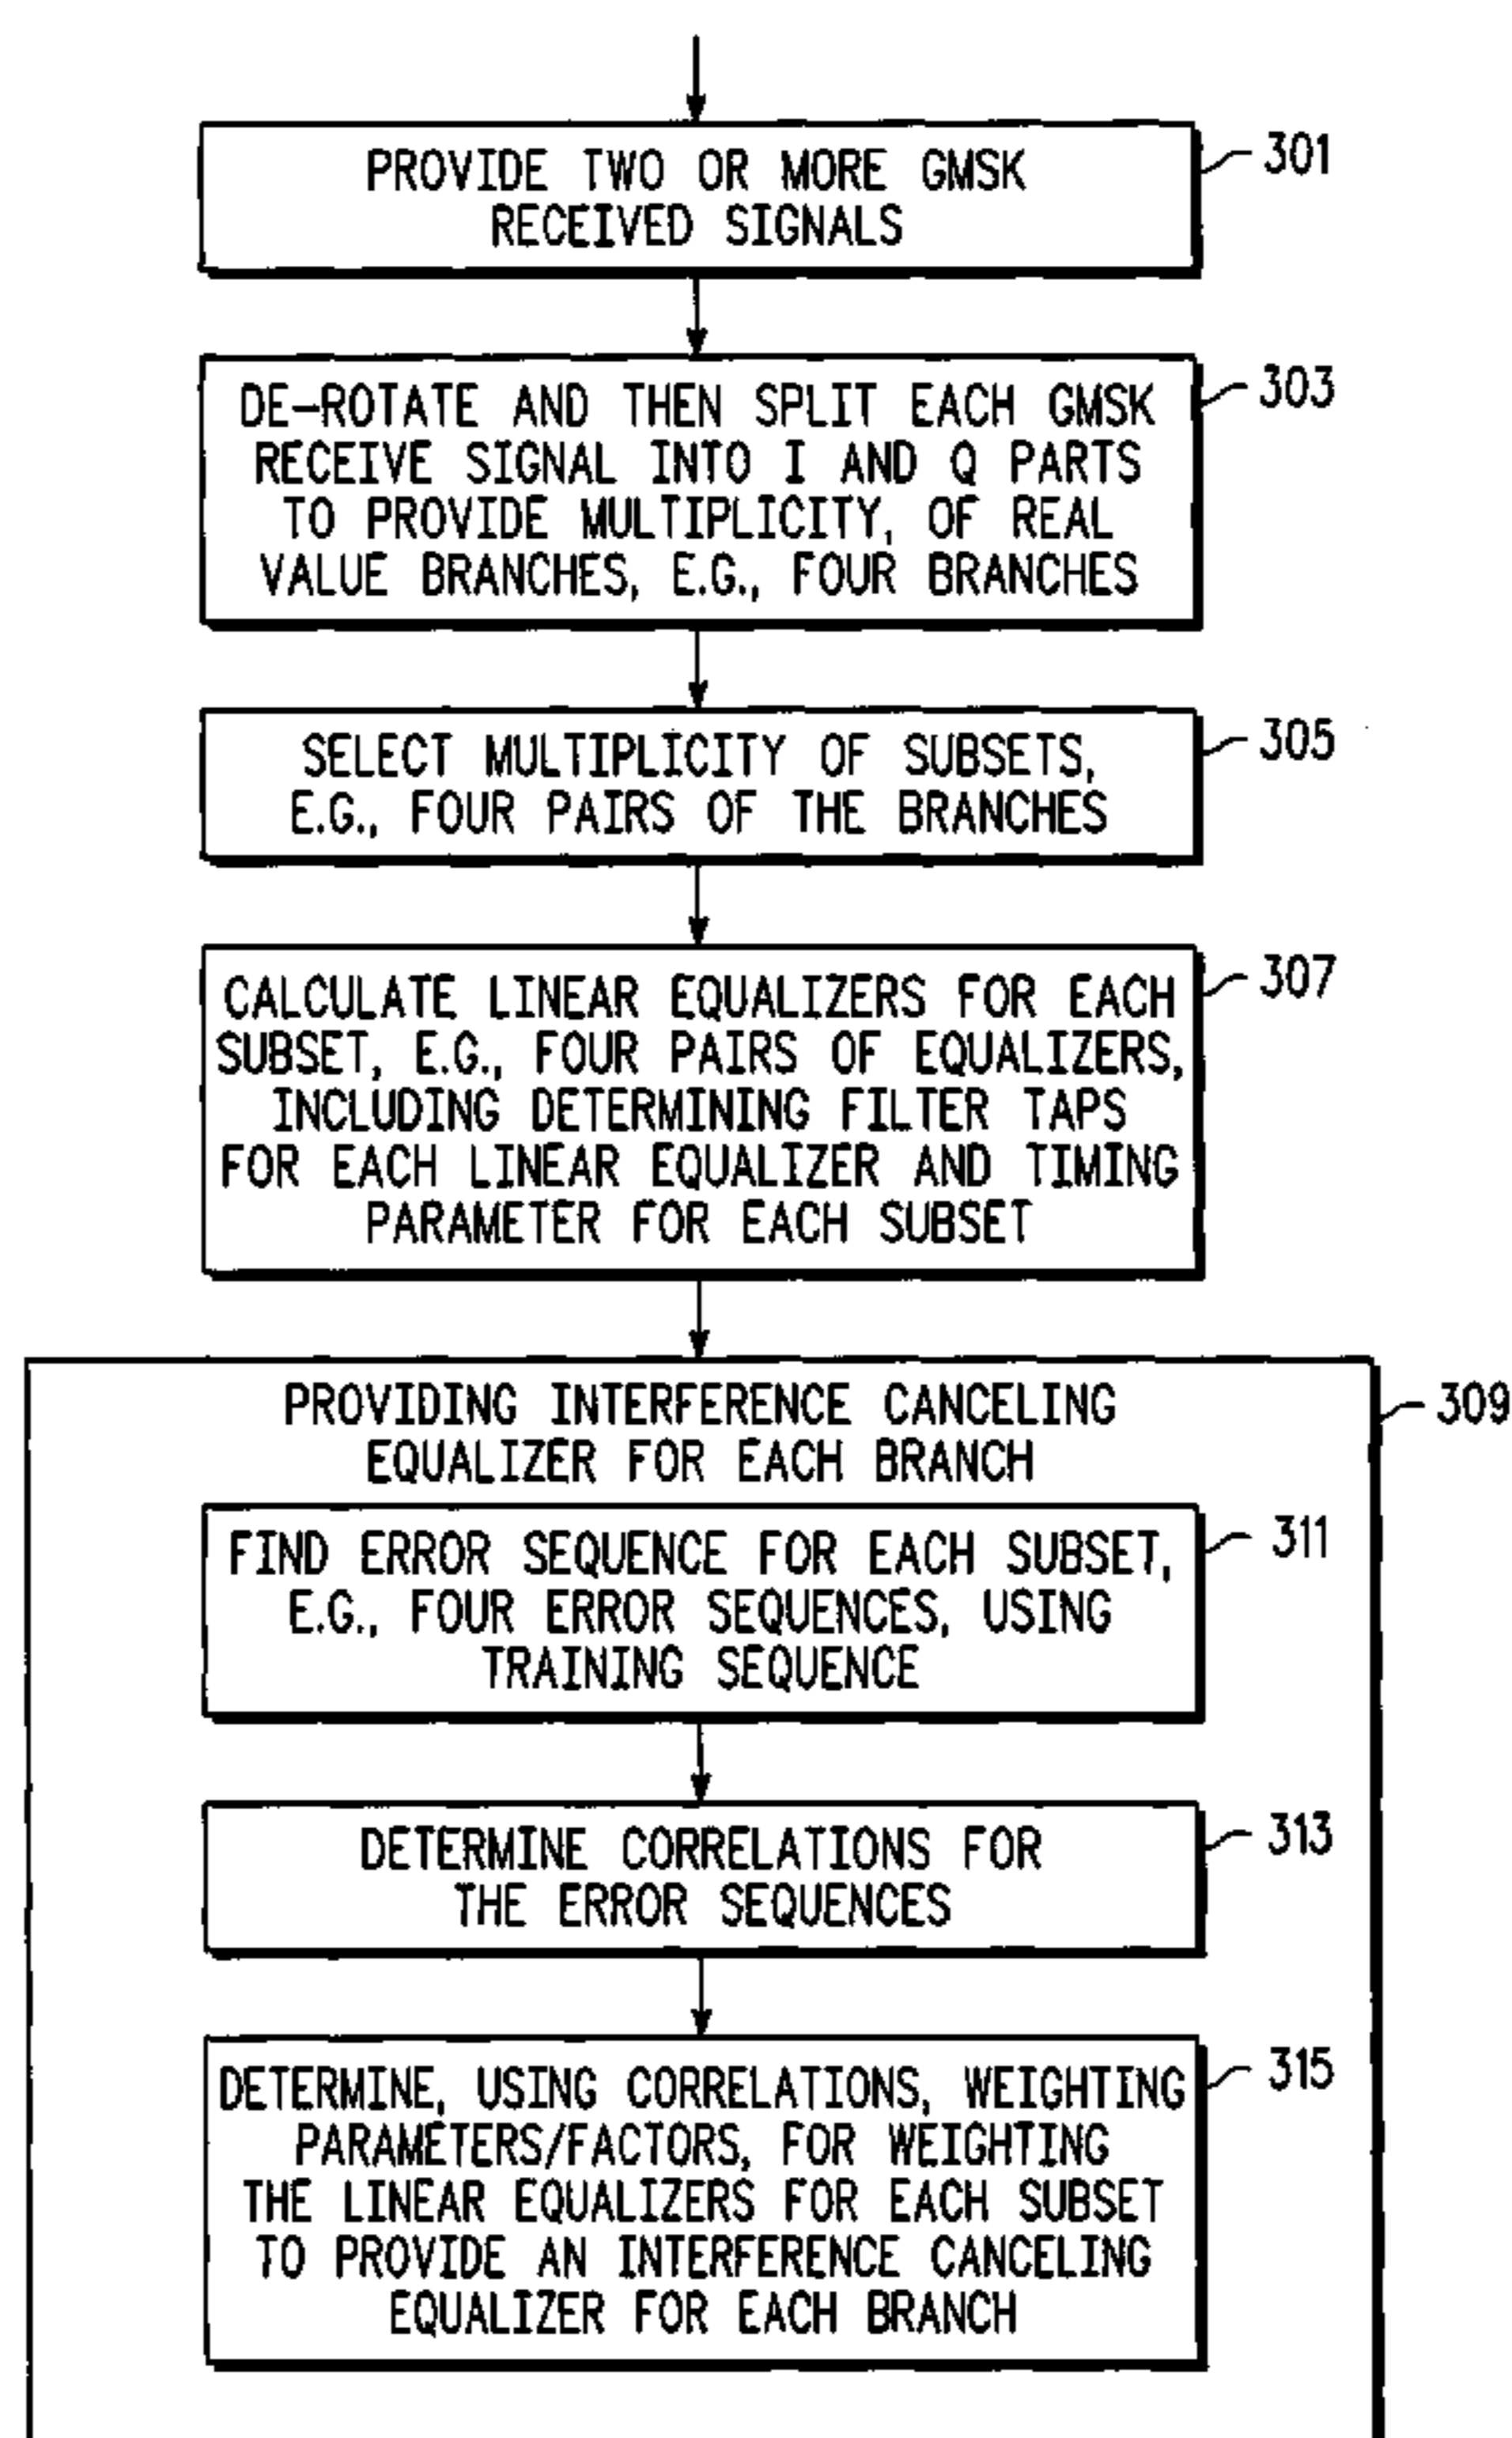 PROVIDE TWO OR MORE GMSK
RECEIVED SIGNALS
301
DE-ROTATE AND THEN SPLIT EACH GMSK
RECEIVE SIGNAL INTO I AND Q PARTS
TO PROVIDE MULTIPLICITY, OF REAL
VALUE BRANCHES, E.G., FOUR BRANCHES
303
SELECT MULTIPLICITY OF SUBSETS,
E.G., FOUR PAIRS OF THE BRANCHES
305
CALCULATE LINEAR EQUALIZERS FOR EACH
SUBSET, E.G., FOUR PAIRS OF EQUALIZERS,
INCLUDING DETERMINING FILTER TAPS
FOR EACH LINEAR EQUALIZER AND TIMING
PARAMETER FOR EACH SUBSET
307
PROVIDING INTERFERENCE CANCELING
EQUALIZER FOR EACH BRANCH
309
FIND ERROR SEQUENCE FOR EACH SUBSET,
E.G., FOUR ERROR SEQUENCES, USING
TRAINING SEQUENCE
311
DETERMINE CORRELATIONS FOR
THE ERROR SEQUENCES
313
DETERMINE, USING CORRELATIONS, WEIGHTING
PARAMETERS/FACTORS, FOR WEIGHTING
THE LINEAR EQUALIZERS FOR EACH SUBSET
TO PROVIDE AN INTERFERENCE CANCELING
EQUALIZER FOR EACH BRANCH
315